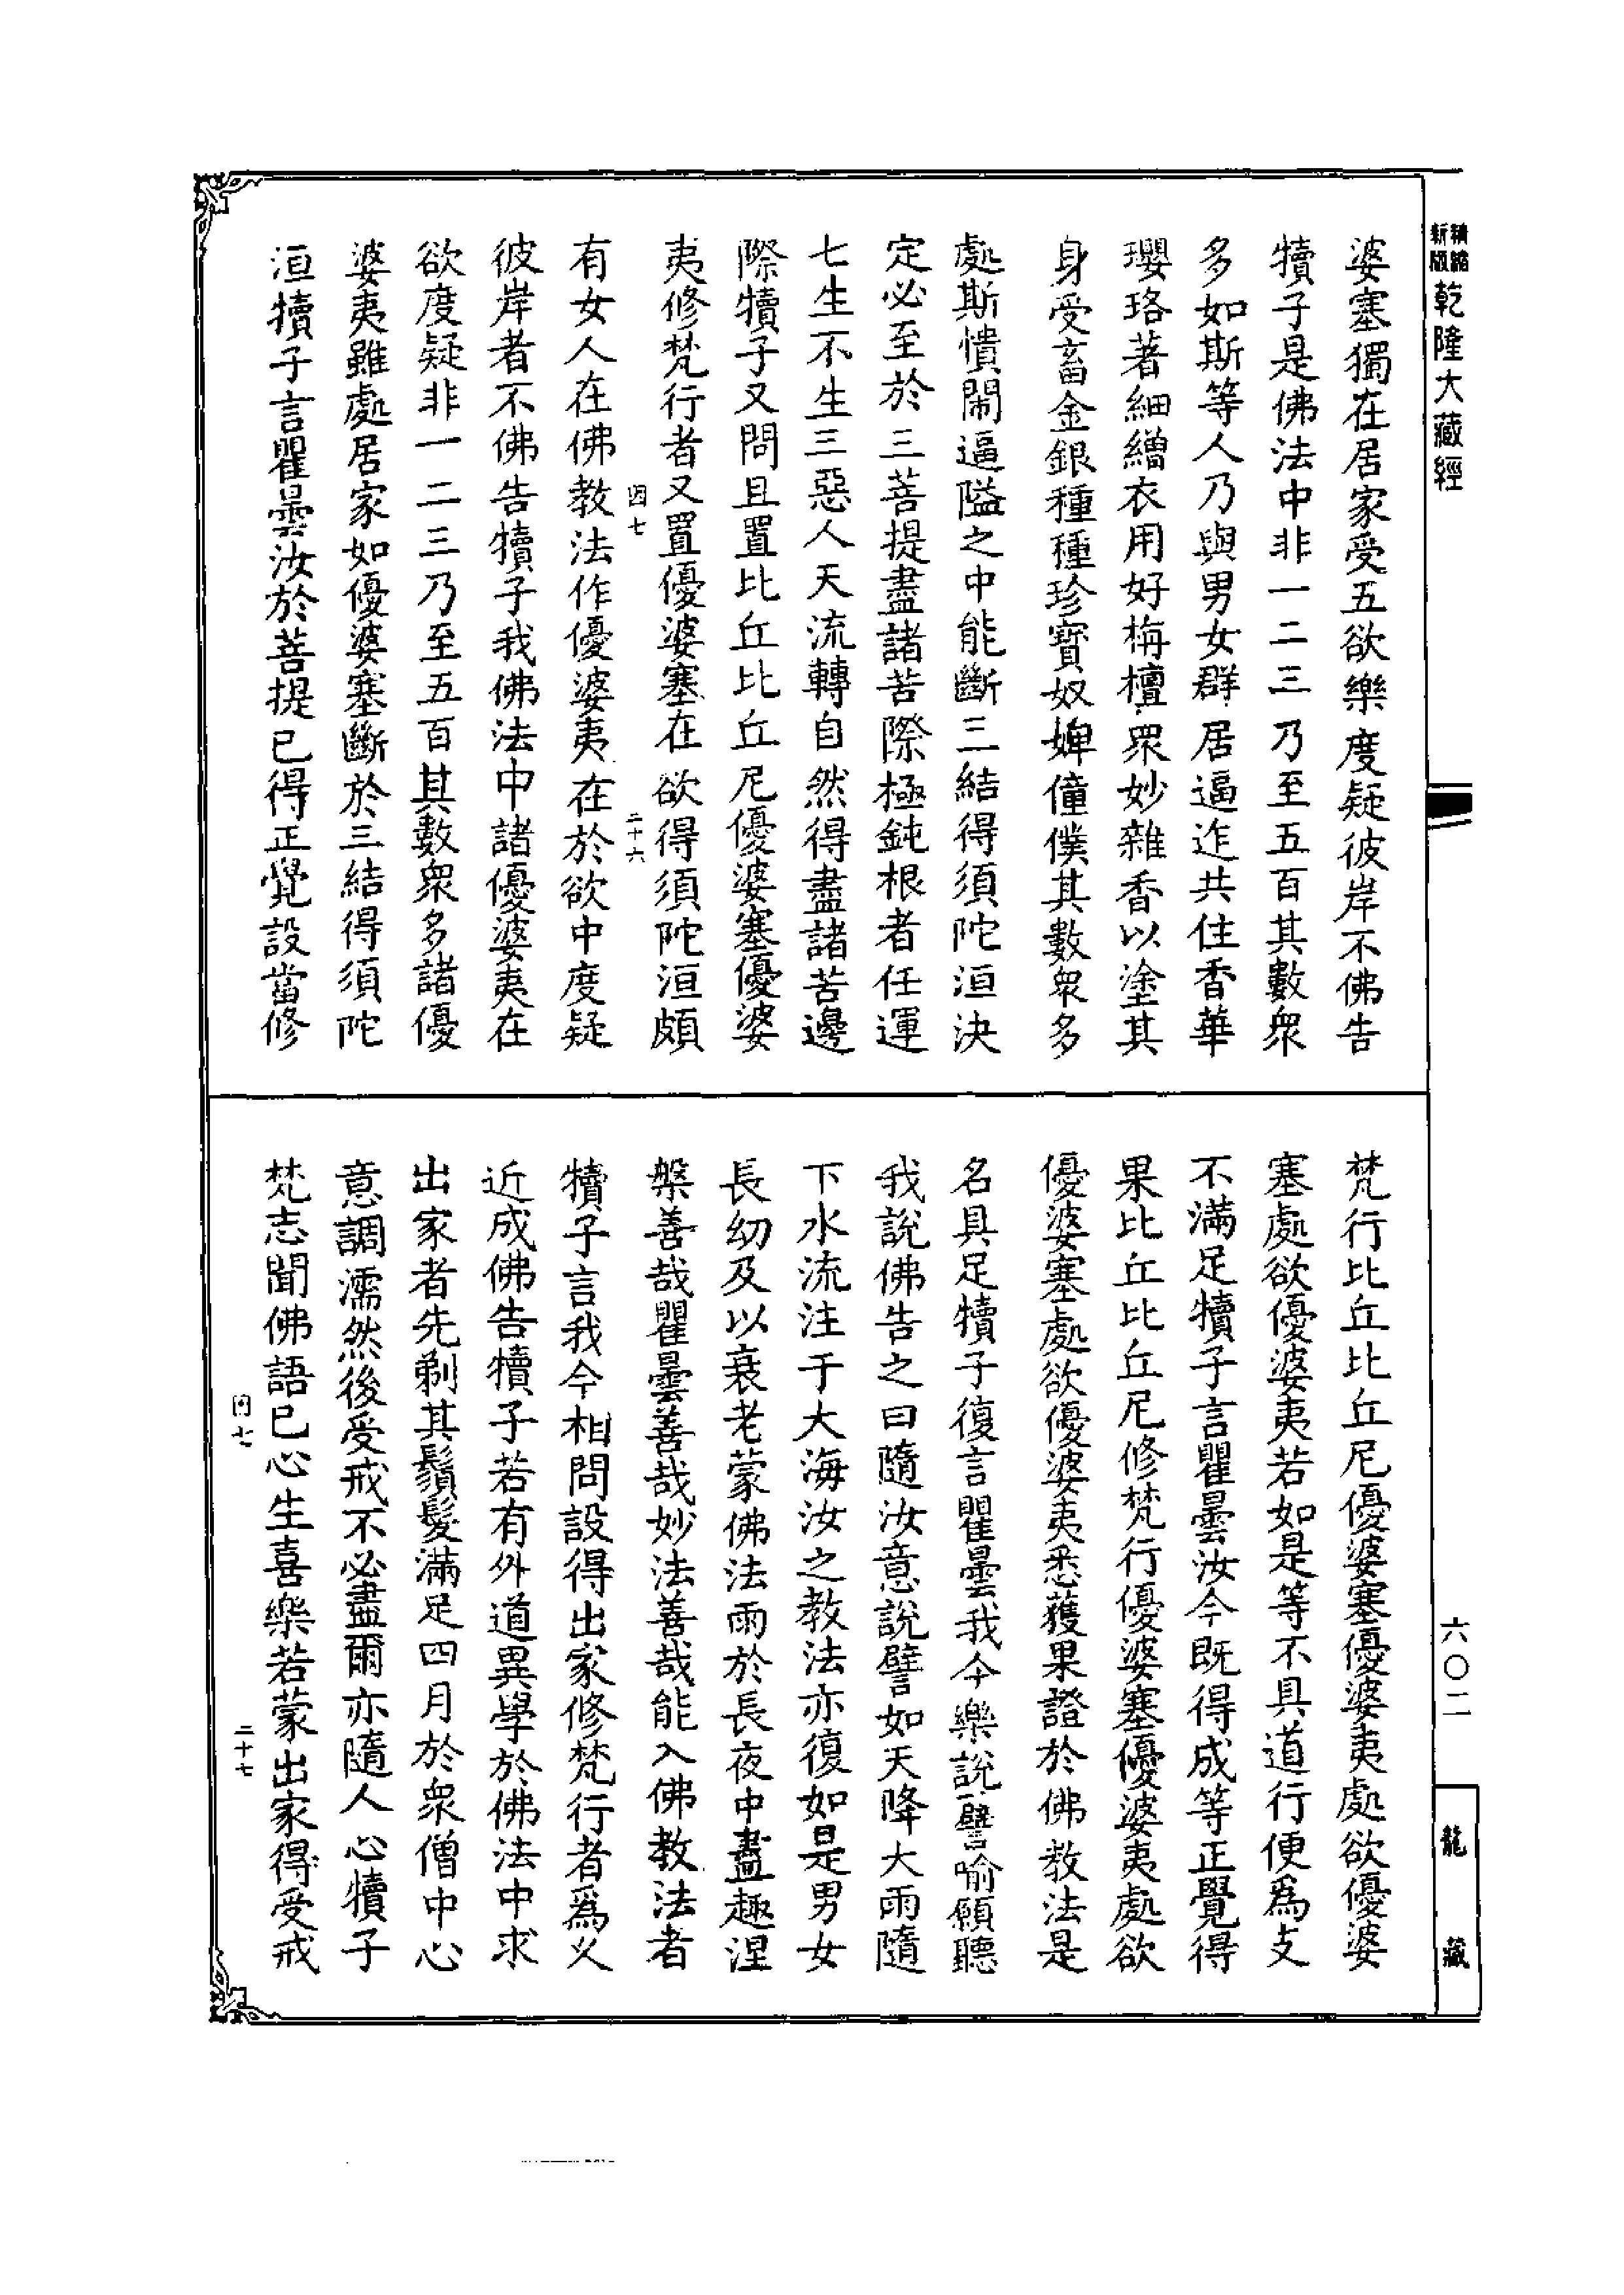 精縮
新版
乾隆大藏經
六〇二
龍藏
婆塞獨在居家受五欲樂度疑彼岸不佛告
犢子是佛法中非一二三乃至五百其數衆
多如斯等人乃與男女群居逼迮共住香華
瓔珞著細繒衣用好栴檀衆妙雜香以塗其
身受畜金銀種種珍寶奴婢僮僕其數衆多
處斯憒閙逼隘之中能斷三結得須陀洹決
定必至於三菩提盡諸苦際極鈍根者任運
七生不生三惡人天流轉自然得盡諸苦邊
際犢子又問且置比丘比丘尼優婆塞優婆
夷修梵行者又置優婆塞在欲得須陀洹頗
二十六
有女人在佛教法作優婆夷在於欲中度疑
彼岸者不佛告犢子我佛法中諸優婆夷在
欲度疑非一二三乃至五百其數衆多諸優
婆夷雖處居家如優婆塞斷於三結得須陀
洹犢子言瞿曇汝於菩提已得正覺設當修
梵行比丘比丘尼優婆塞優婆夷處欲優婆
塞處欲優婆夷若如是等不具道行便爲支
不滿足犢子言瞿曇汝今既得成等正覺得
果比丘比丘尼修梵行優婆塞優婆夷處欲
優婆塞處欲優婆夷悉獲果證於佛教法是
名具足犢子復言瞿曇我今樂說譬喻願聽
我說佛告之曰隨汝意說譬如天降大雨隨
下水流注于大海汝之教法亦復如是男女
長幼及以衰老蒙佛法雨於長夜中盡趣涅
槃善哉瞿曇善哉妙法善哉能入佛教法者
犢子言我今相問設得出家修梵行者爲久
近成佛告犢子若有外道異學於佛法中求
出家者先剃其鬚髮滿足四月於衆僧中心
意調濡然後受戒不必盡爾亦隨人心犢子
梵志聞佛語已心生喜樂若蒙出家得受戒
二十七